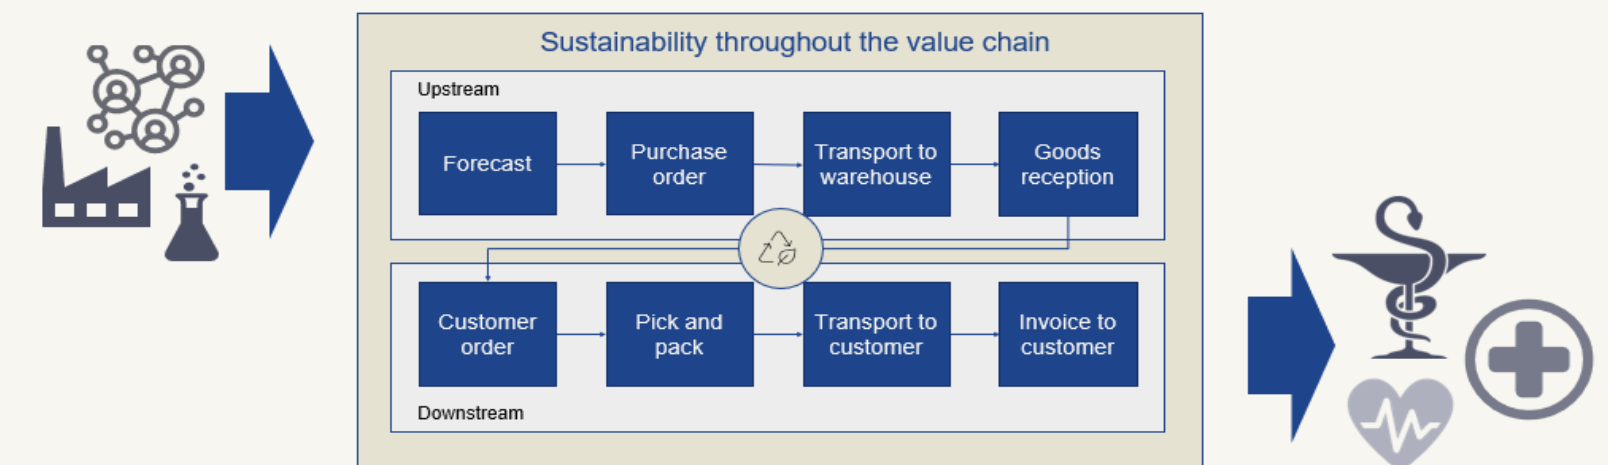 Sustainability throughout the value chain
Upstream
Forecast
Purchase
order
Transport to
warehouse
Goods
reception
Customer
order
Pick and
pack
Transport to
customer
Invoice to
customer
Downstream